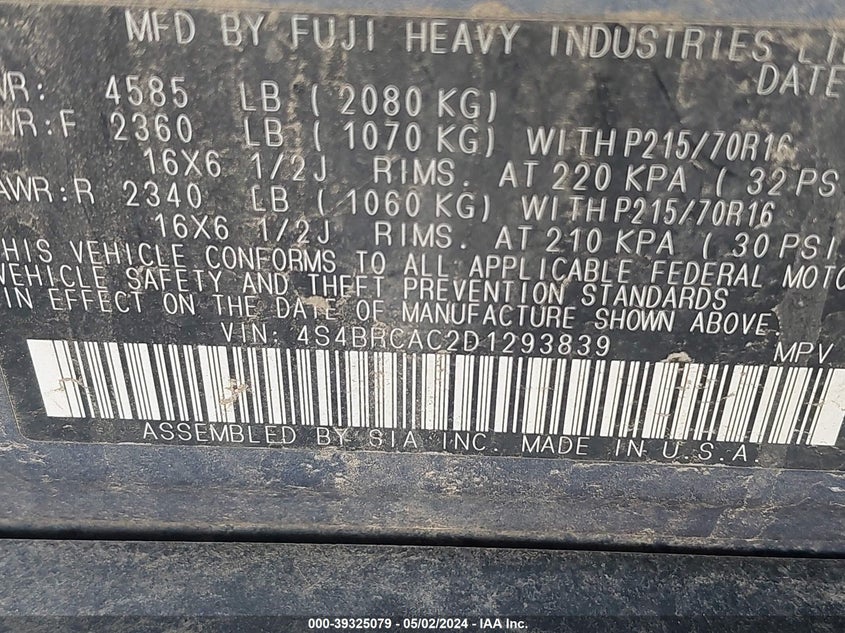 MFD BY FUJI HEAVY INDUSTRIES LTD
DATE
WR: 4585 LB ( 2080 KG)
WR:F 2360 LB ( 1070 KG) WITH P215/70R16
16X6 1/2J RIMS. AT 220 KPA ( 32 PS
AWR:R 2340 LB ( 1060 KG) WITH P215/70R16
16X6 1/2J RIMS. AT 210 KPA ( 30 PSI
HIS VEHICLE CONFORMS TO ALL APPLICABLE FEDERAL MOTO
VEHICLE SAFETY AND THEFT PREVENTION STANDARDS
IN EFFECT ON THE DATE OF MANUFACTURE SHOWN ABOVE.
VIN: 4S4BRCAC2D1293839 MPV
ASSEMBLED BY SIA INC. MADE IN U.S.A
000-39325079 - 05/02/2024 - © IAA Inc.